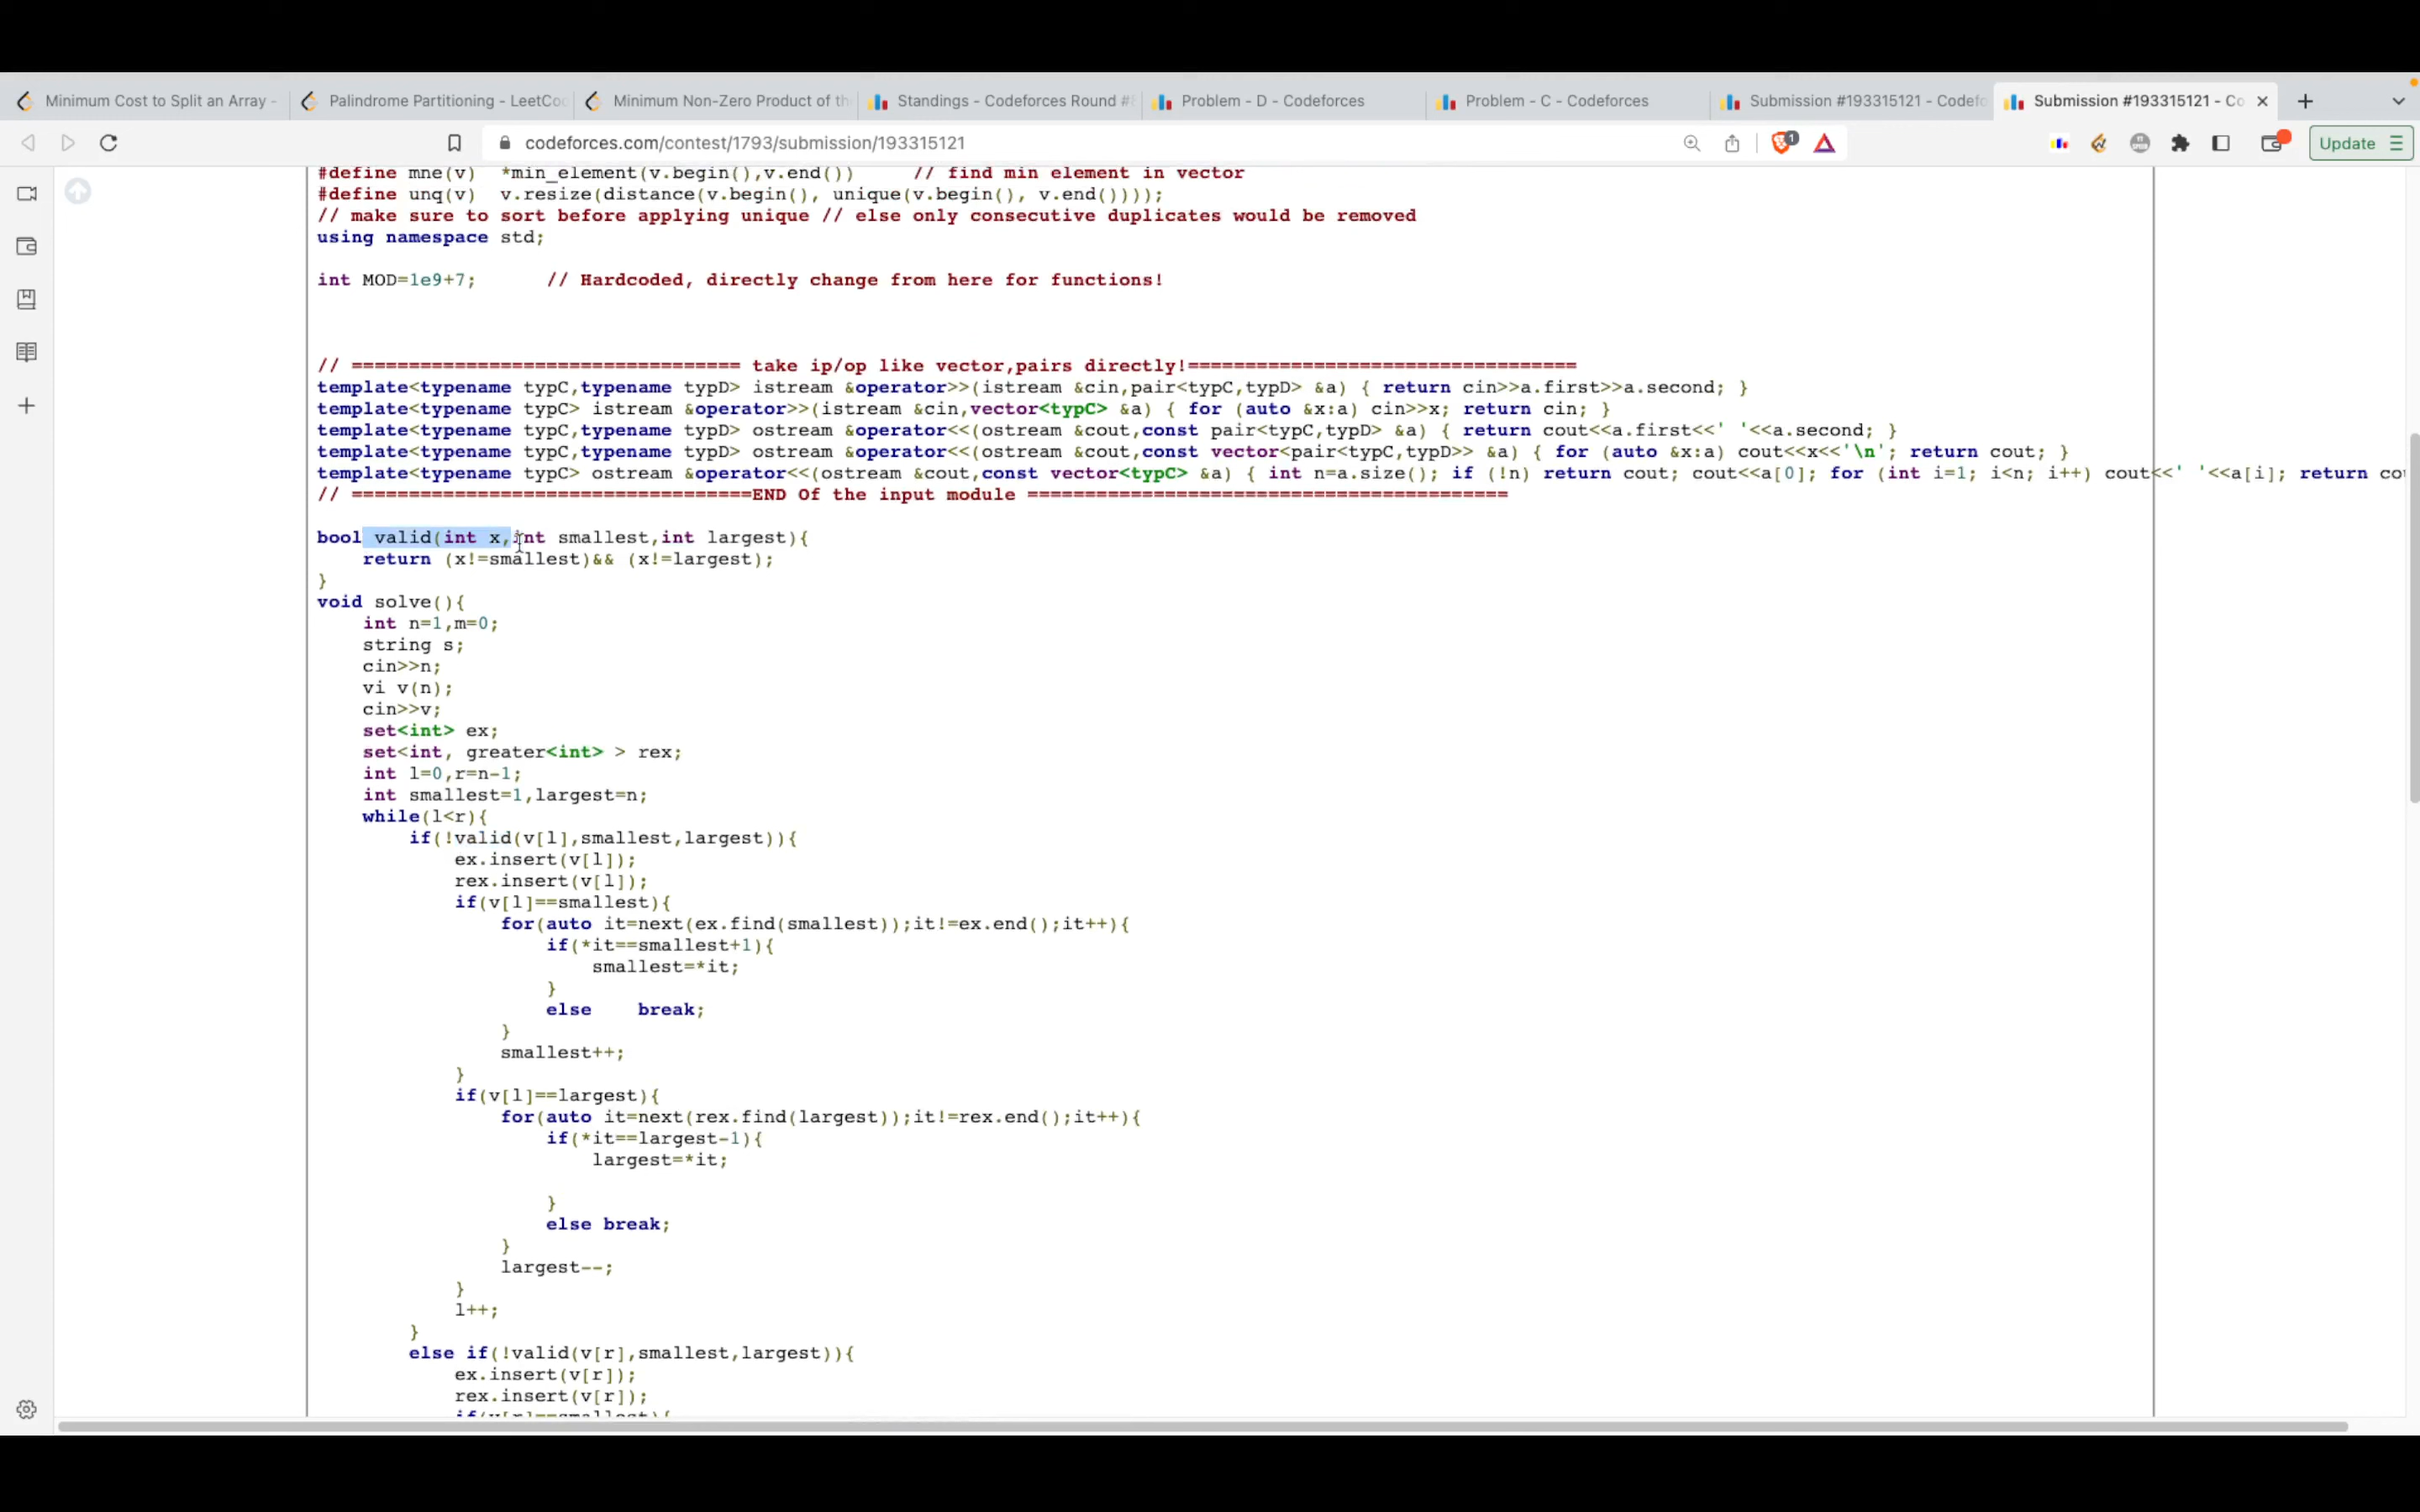 Minimum Cost to Split an Array -
Palindrome Partitioning - LeetCo
Minimum Non-Zero Product of th
Standings - Codeforces Round #
Problem - D - Codeforces
Problem - C - Codeforces
Submission #193315121 - Codefo
Submission #193315121 - Co
codeforces.com/contest/1793/submission/193315121
1
Update
#define mne(v)  *min_element(v.begin(),v.end())     // find min element in vector
#define unq(v)  v.resize(distance(v.begin(), unique(v.begin(), v.end())));
// make sure to sort before applying unique // else only consecutive duplicates would be removed
using namespace std;
int MOD=1e9+7;      // Hardcoded, directly change from here for functions!
// ================================== take ip/op like vector,pairs directly!==================================
template<typename typC,typename typD> istream &operator>>(istream &cin,pair<typC,typD> &a) { return cin>>a.first>>a.second; }
template<typename typC> istream &operator>>(istream &cin,vector<typC> &a) { for (auto &x:a) cin>>x; return cin; }
template<typename typC,typename typD> ostream &operator<<(ostream &cout,const pair<typC,typD> &a) { return cout<<a.first<<' '<<a.second; }
template<typename typC,typename typD> ostream &operator<<(ostream &cout,const vector<pair<typC,typD>> &a) { for (auto &x:a) cout<<x<<'\n'; return cout; }
template<typename typC> ostream &operator<<(ostream &cout,const vector<typC> &a) { int n=a.size(); if (!n) return cout; cout<<a[0]; for (int i=1; i<n; i++) cout<<' '<<a[i]; return cou
// ===================================END Of the input module ==========================================
bool valid(int x,int smallest,int largest){
    return (x!=smallest)&& (x!=largest);
}
void solve(){
    int n=1,m=0;
    string s;
    cin>>n;
    vi v(n);
    cin>>v;
    set<int> ex;
    set<int, greater<int> > rex;
    int l=0,r=n-1;
    int smallest=1,largest=n;
    while(l<r){
        if(!valid(v[l],smallest,largest)){
            ex.insert(v[l]);
            rex.insert(v[l]);
            if(v[l]==smallest){
                for(auto it=next(ex.find(smallest));it!=ex.end();it++){
                    if(*it==smallest+1){
                        smallest=*it;
                    }
                    else    break;
                }
                smallest++;
            }
            if(v[l]==largest){
                for(auto it=next(rex.find(largest));it!=rex.end();it++){
                    if(*it==largest-1){
                        largest=*it;
                    }
                    else break;
                }
                largest--;
            }
            l++;
        }
        else if(!valid(v[r],smallest,largest)){
            ex.insert(v[r]);
            rex.insert(v[r]);
            if(v[r]==smallest){